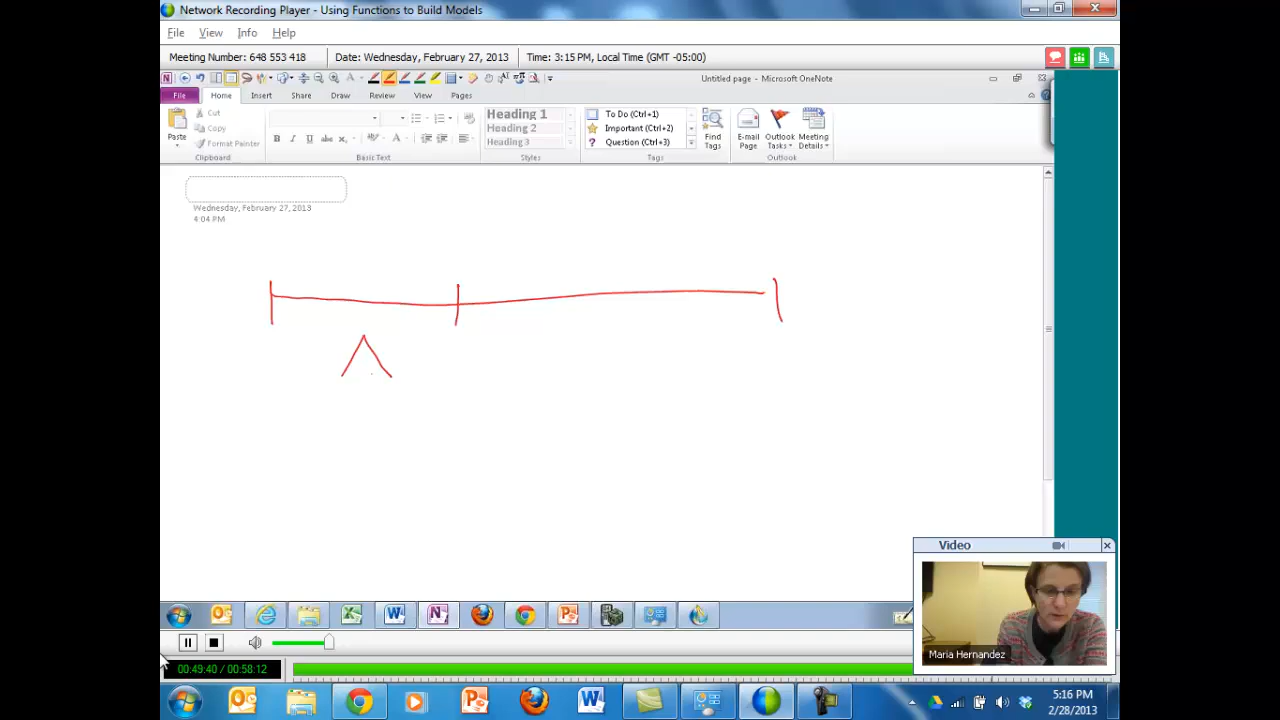 Network Recording Player - Using Functions to Build Models
File View Info Help
Meeting Number: 648 553 418 Date: Wednesday, February 27, 2013 Time: 3:15 PM, Local Time (GMT -05:00)
Untitled page - Microsoft OneNote
File Home Insert Share Draw Review View Pages
Paste
Cut
Copy
Format Painter
Clipboard
B I U abc x₂ A
Basic Text
Heading 1
Heading 2
Heading 3
Styles
To Do (Ctrl+1)
Important (Ctrl+2)
Question (Ctrl+3)
Tags
Find
Tags
E-mail
Page
Outlook
Tasks
Meeting
Details
Outlook
Wednesday, February 27, 2013
4:04 PM
Video
Maria Hernandez
00:49:40 / 00:58:12
5:16 PM
2/28/2013